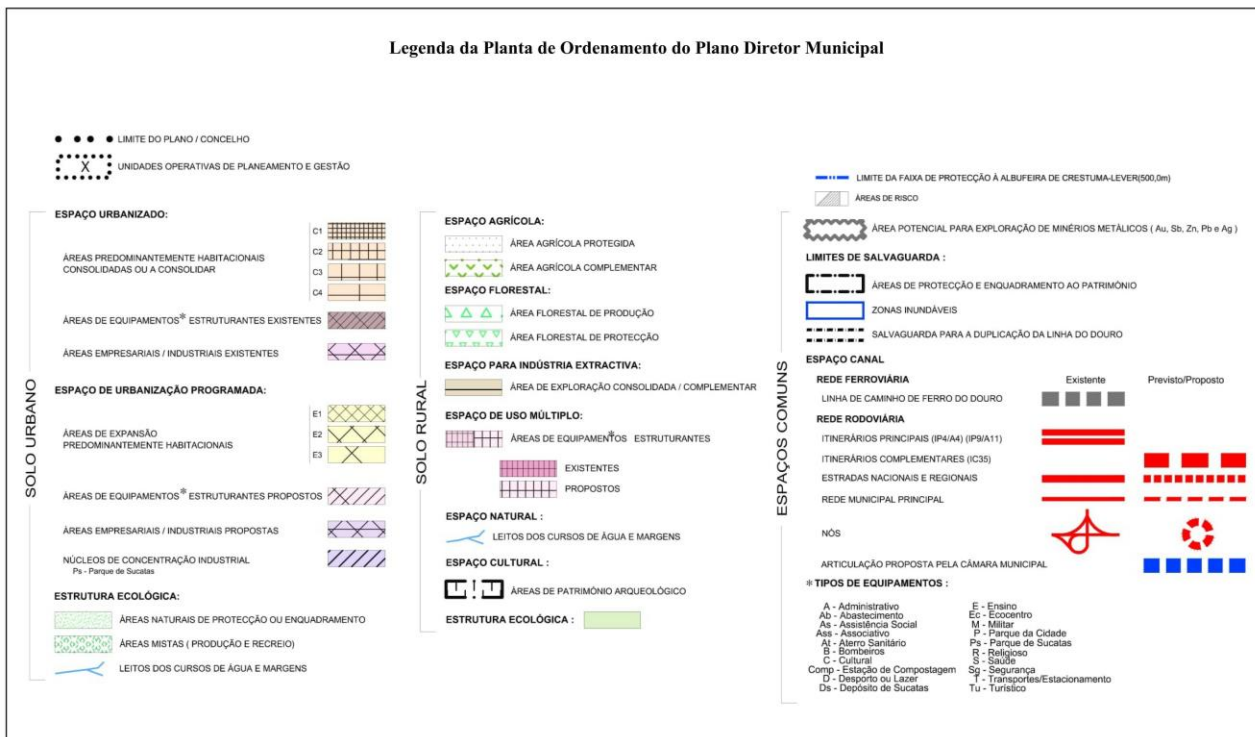 Legenda da Planta de Ordenamento do Plano Diretor Municipal
LIMITE DO PLANO / CONCELHO
X
UNIDADES OPERATIVAS DE PLANEAMENTO E GESTÃO
SOLO URBANO
ESPAÇO URBANIZADO:
ÁREAS PREDOMINANTEMENTE HABITACIONAIS
CONSOLIDADAS OU A CONSOLIDAR
C1
C2
C3
C4
ÁREAS DE EQUIPAMENTOS* ESTRUTURANTES EXISTENTES
ÁREAS EMPRESARIAIS / INDUSTRIAIS EXISTENTES
ESPAÇO DE URBANIZAÇÃO PROGRAMADA:
ÁREAS DE EXPANSÃO
PREDOMINANTEMENTE HABITACIONAIS
E1
E2
E3
ÁREAS DE EQUIPAMENTOS* ESTRUTURANTES PROPOSTOS
ÁREAS EMPRESARIAIS / INDUSTRIAIS PROPOSTAS
NÚCLEOS DE CONCENTRAÇÃO INDUSTRIAL
Ps - Parque de Sucatas
ESTRUTURA ECOLÓGICA:
ÁREAS NATURAIS DE PROTECÇÃO OU ENQUADRAMENTO
ÁREAS MISTAS ( PRODUÇÃO E RECREIO)
LEITOS DOS CURSOS DE ÁGUA E MARGENS
SOLO RURAL
ESPAÇO AGRÍCOLA:
ÁREA AGRÍCOLA PROTEGIDA
ÁREA AGRÍCOLA COMPLEMENTAR
ESPAÇO FLORESTAL:
ÁREA FLORESTAL DE PRODUÇÃO
ÁREA FLORESTAL DE PROTECÇÃO
ESPAÇO PARA INDÚSTRIA EXTRACTIVA:
ÁREA DE EXPLORAÇÃO CONSOLIDADA / COMPLEMENTAR
ESPAÇO DE USO MÚLTIPLO:
ÁREAS DE EQUIPAMENTOS* ESTRUTURANTES
EXISTENTES
PROPOSTOS
ESPAÇO NATURAL :
LEITOS DOS CURSOS DE ÁGUA E MARGENS
ESPAÇO CULTURAL :
ÁREAS DE PATRIMÓNIO ARQUEOLÓGICO
ESTRUTURA ECOLÓGICA :
ESPAÇOS COMUNS
LIMITE DA FAIXA DE PROTECÇÃO À ALBUFEIRA DE CRESTUMA-LEVER(500,0m)
ÁREAS DE RISCO
ÁREA POTENCIAL PARA EXPLORAÇÃO DE MINÉRIOS METÀLICOS ( Au, Sb, Zn, Pb e Ag )
LIMITES DE SALVAGUARDA :
ÁREAS DE PROTECÇÃO E ENQUADRAMENTO AO PATRIMÓNIO
ZONAS INUNDÁVEIS
SALVAGUARDA PARA A DUPLICAÇÃO DA LINHA DO DOURO
ESPAÇO CANAL
REDE FERROVIÁRIA Existente Previsto/Proposto
LINHA DE CAMINHO DE FERRO DO DOURO
REDE RODOVIÁRIA
ITINERÁRIOS PRINCIPAIS (IP4/A4) (IP9/A11)
ITINERÁRIOS COMPLEMENTARES (IC35)
ESTRADAS NACIONAIS E REGIONAIS
REDE MUNICIPAL PRINCIPAL
NÓS
ARTICULAÇÃO PROPOSTA PELA CÂMARA MUNICIPAL
* TIPOS DE EQUIPAMENTOS :
A - Administrativo
Ab - Abastecimento
As - Assistência Social
Ass - Associativo
At - Aterro Sanitário
B - Bombeiros
C - Cultural
Comp - Estação de Compostagem
D - Desporto ou Lazer
Ds - Depósito de Sucatas
E - Ensino
Ec - Ecocentro
M - Militar
P - Parque da Cidade
Ps - Parque de Sucatas
R - Religioso
S - Saúde
Sg - Segurança
T - Transportes/Estacionamento
Tu - Turístico